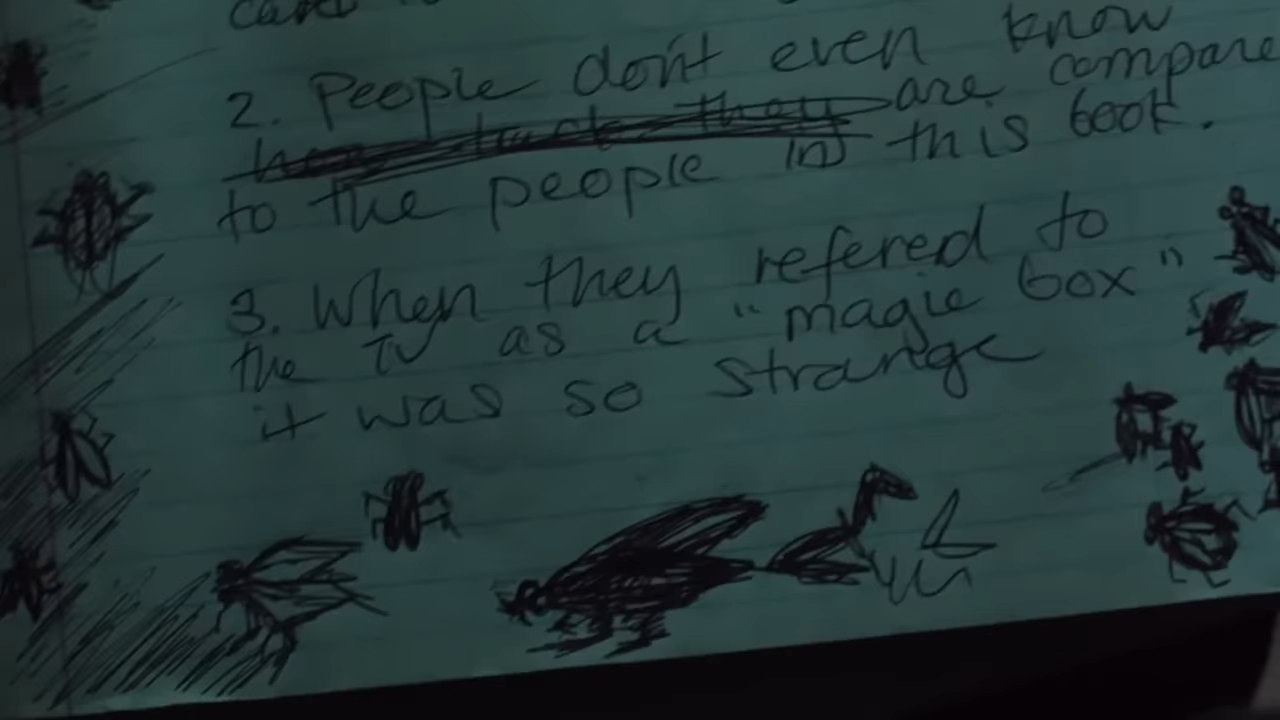 2. People don't even know
are compare
to the people in this book.
3. When they refered to
the TV as a "magic box"
it was so strange